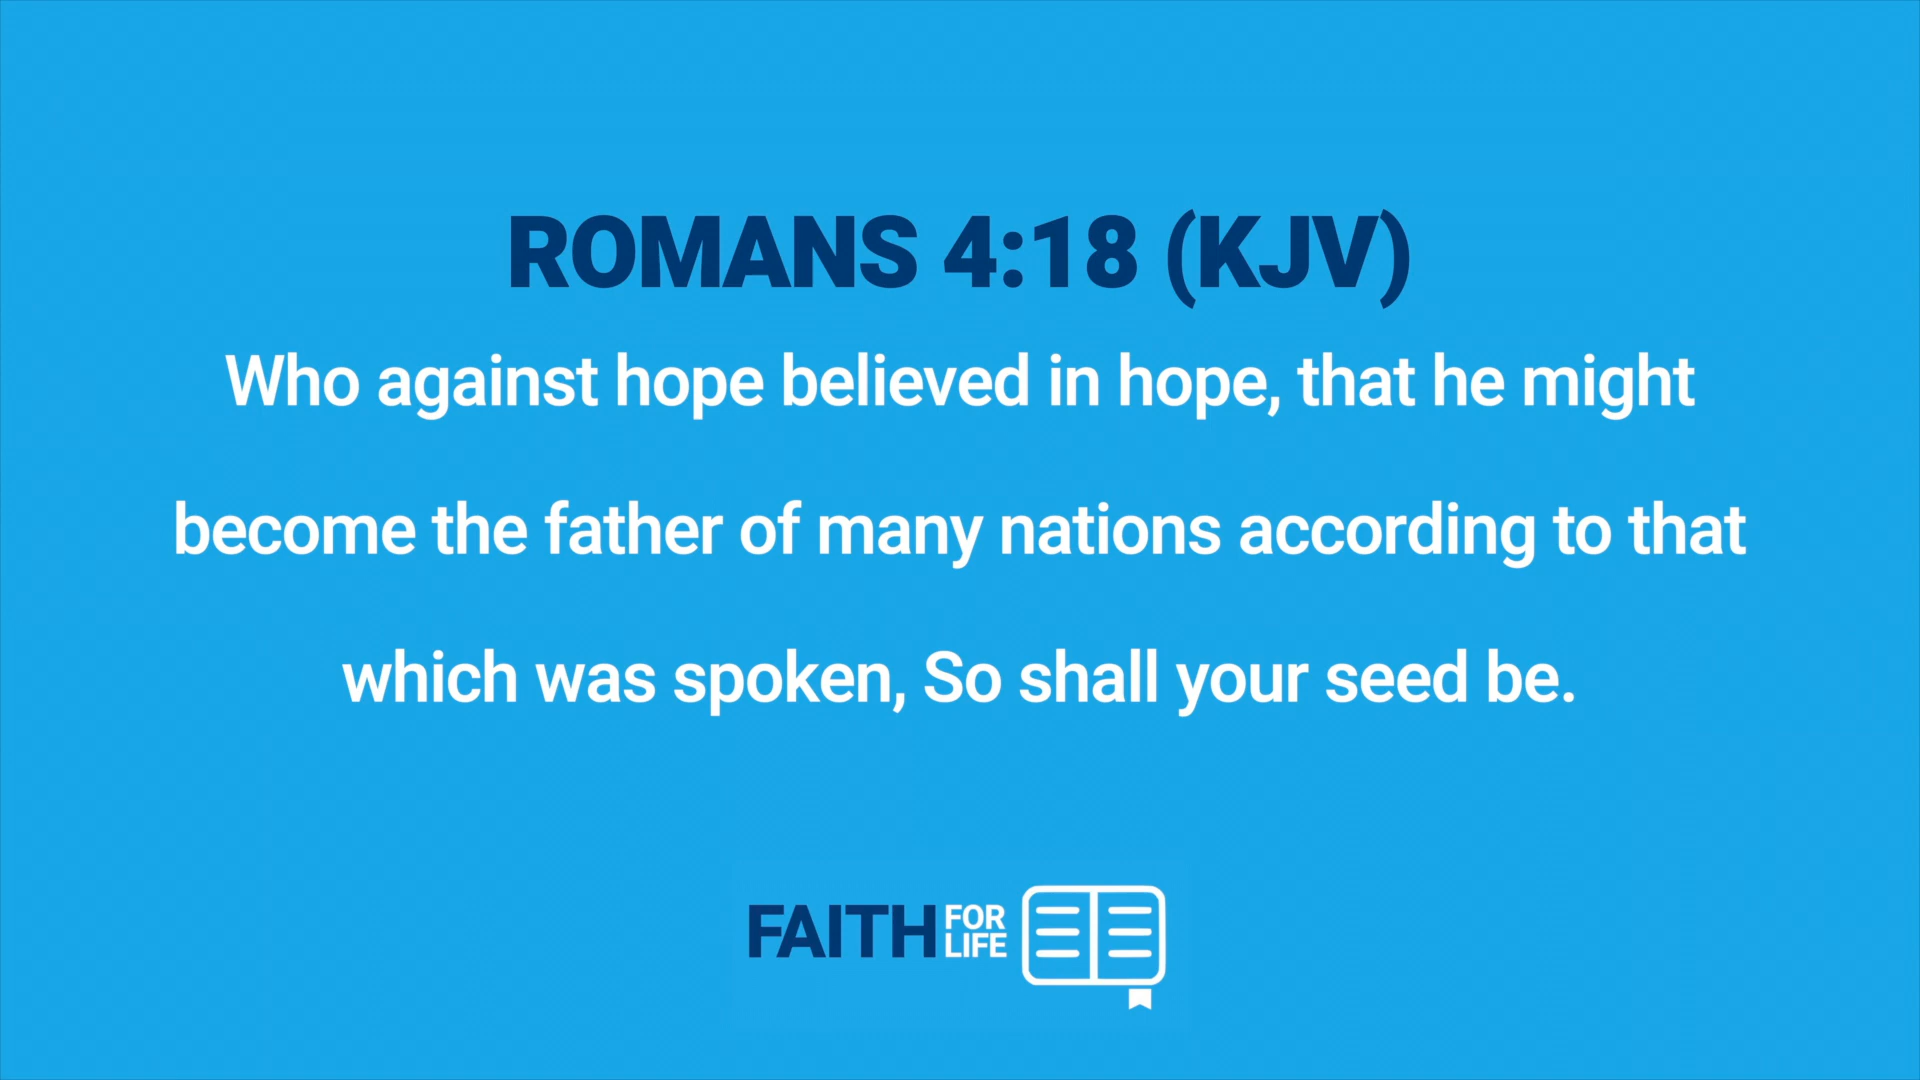 ROMANS 4:18 (KJV)
Who against hope believed in hope, that he might
become the father of many nations according to that
which was spoken, So shall your seed be.
FAITH FOR LIFE